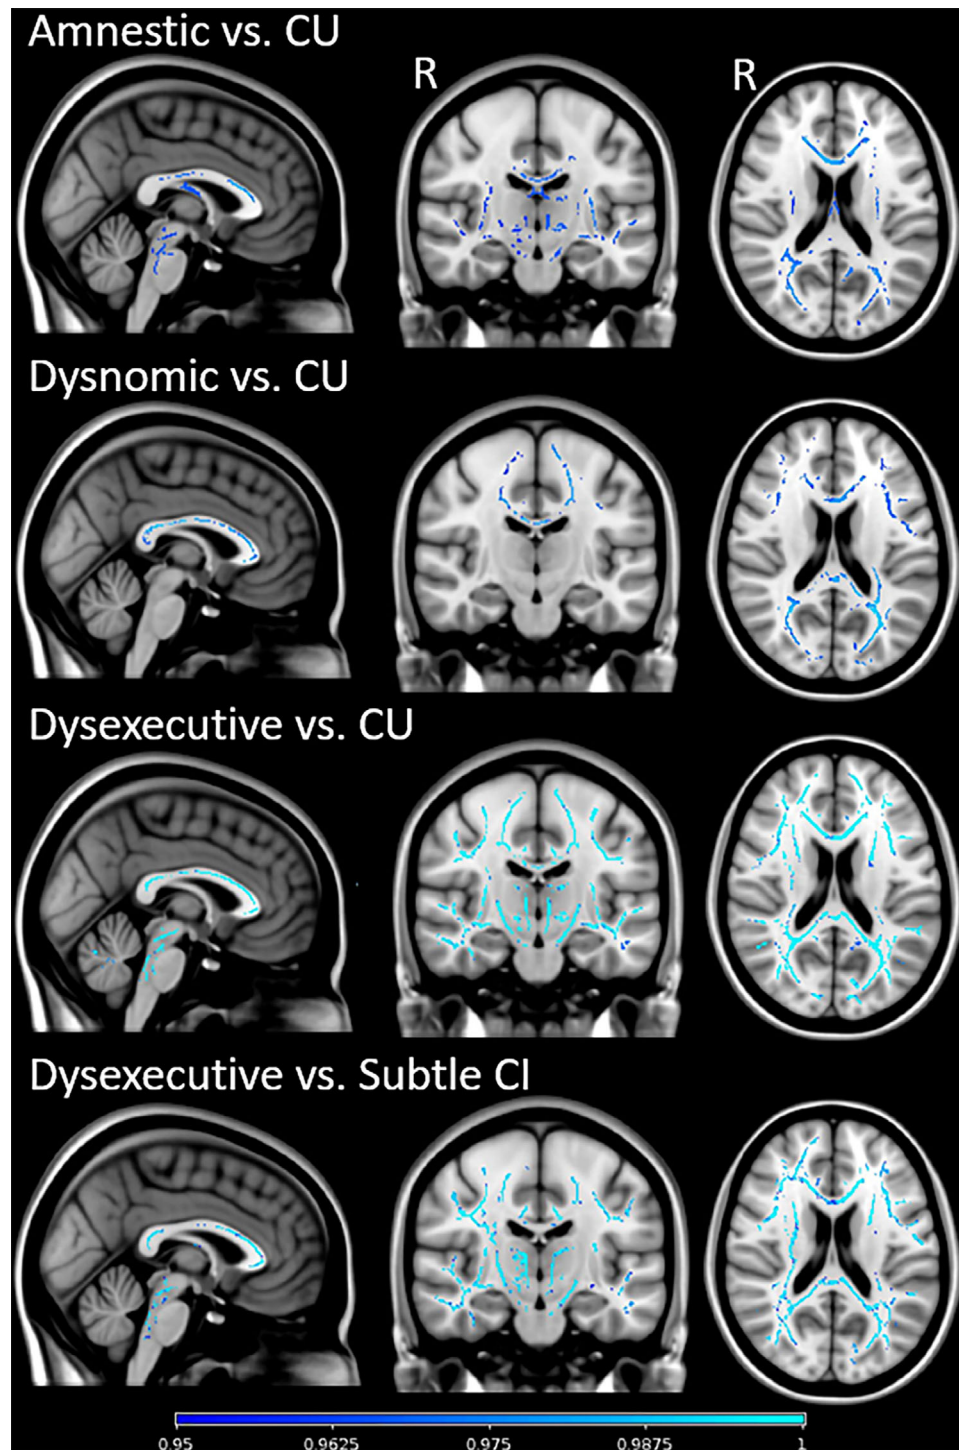 Amnestic vs. CU
R R
Dysnomic vs. CU
Dysexecutive vs. CU
Dysexecutive vs. Subtle CI
0.95 0.9625 0.975 0.9875 1